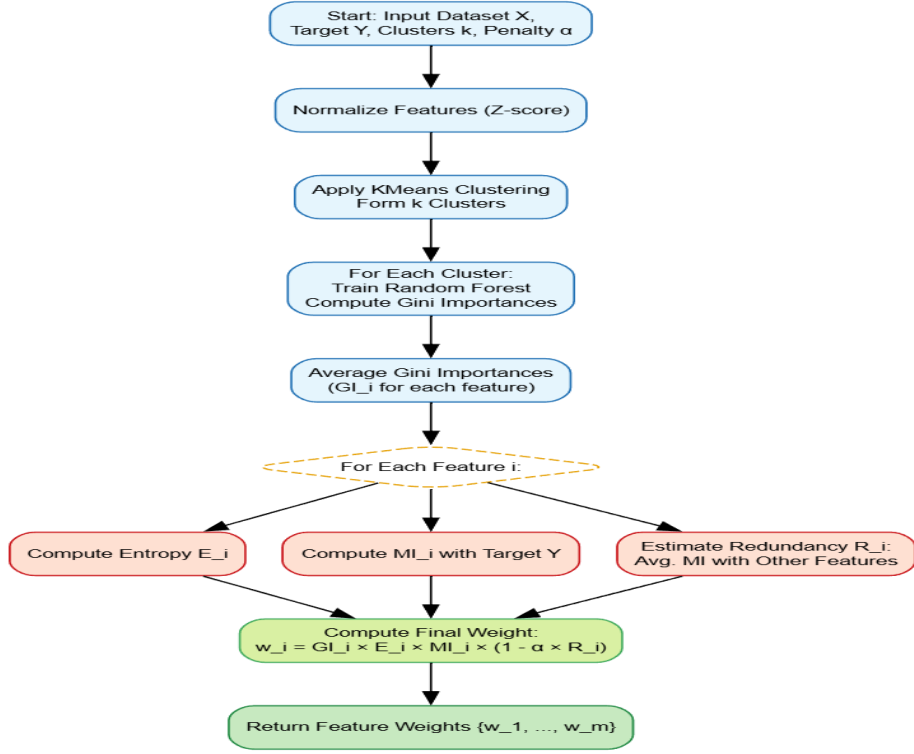 Start: Input Dataset X,
Target Y, Clusters k, Penalty α
Normalize Features (Z-score)
Apply KMeans Clustering
Form k Clusters
For Each Cluster:
Train Random Forest
Compute Gini Importances
Average Gini Importances
(GI_i for each feature)
For Each Feature i:
Compute Entropy E_i
Compute MI_i with Target Y
Estimate Redundancy R_i:
Avg. MI with Other Features
Compute Final Weight:
w_i = GI_i × E_i × MI_i × (1 - α × R_i)
Return Feature Weights {w_1, ..., w_m}